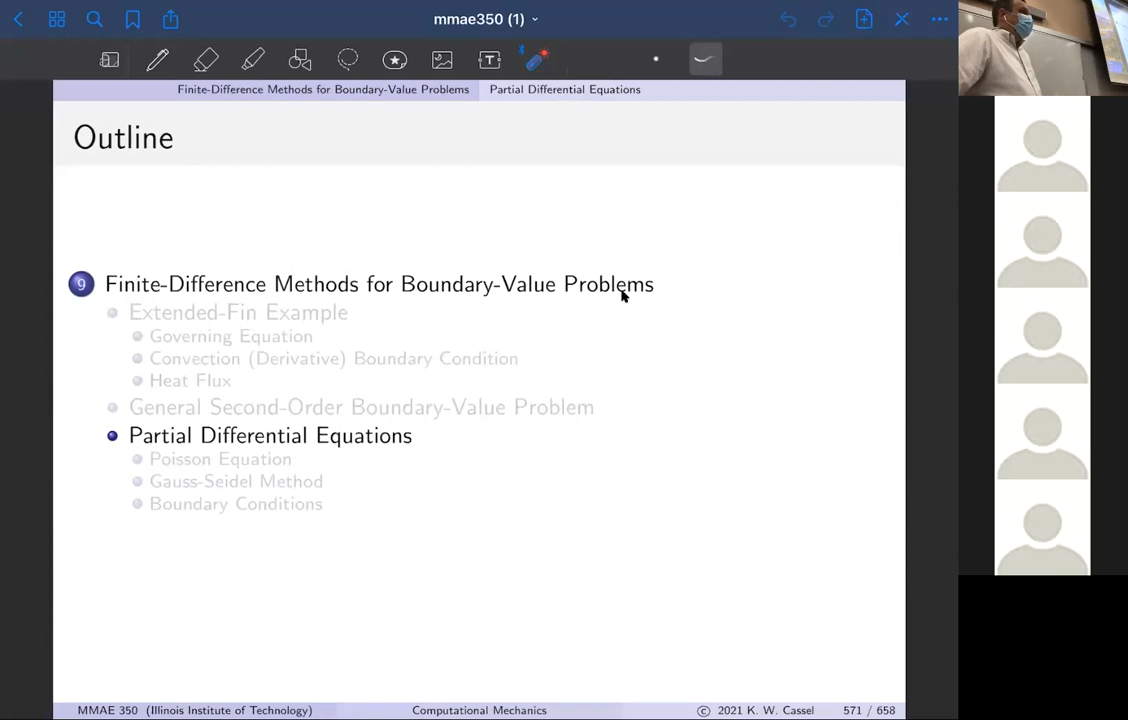 mmae350 (1)
T
Finite-Difference Methods for Boundary-Value Problems Partial Differential Equations
Outline
9 Finite-Difference Methods for Boundary-Value Problems
Extended-Fin Example
Governing Equation
Convection (Derivative) Boundary Condition
Heat Flux
General Second-Order Boundary-Value Problem
Partial Differential Equations
Poisson Equation
Gauss-Seidel Method
Boundary Conditions
MMAE 350 (Illinois Institute of Technology) Computational Mechanics © 2021 K. W. Cassel 571 / 658